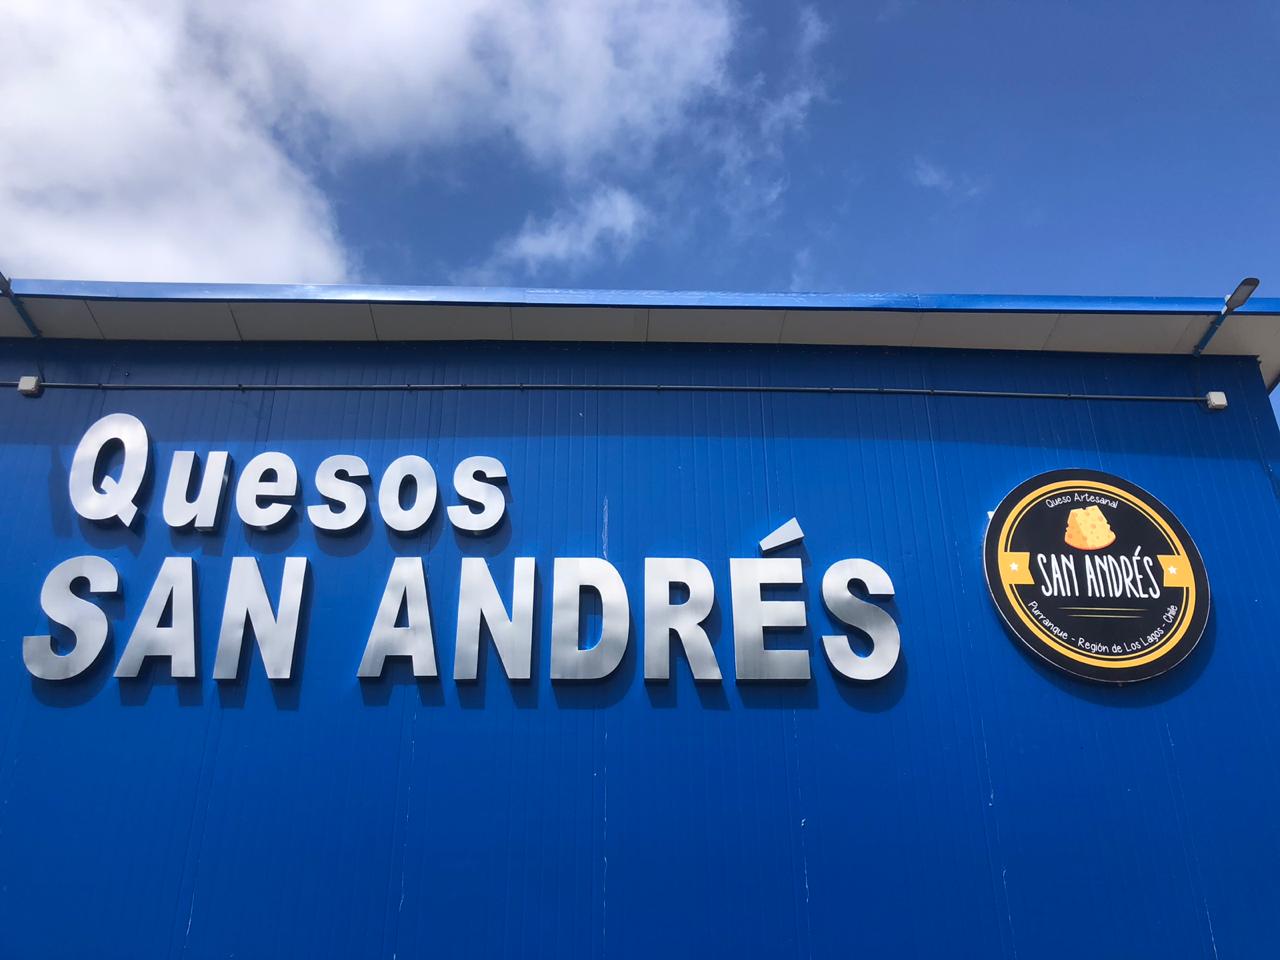 Quesos
SAN ANDRÉS
Queso Artesanal
SAN ANDRÉS
Purranque - Región de Los Lagos - Chile